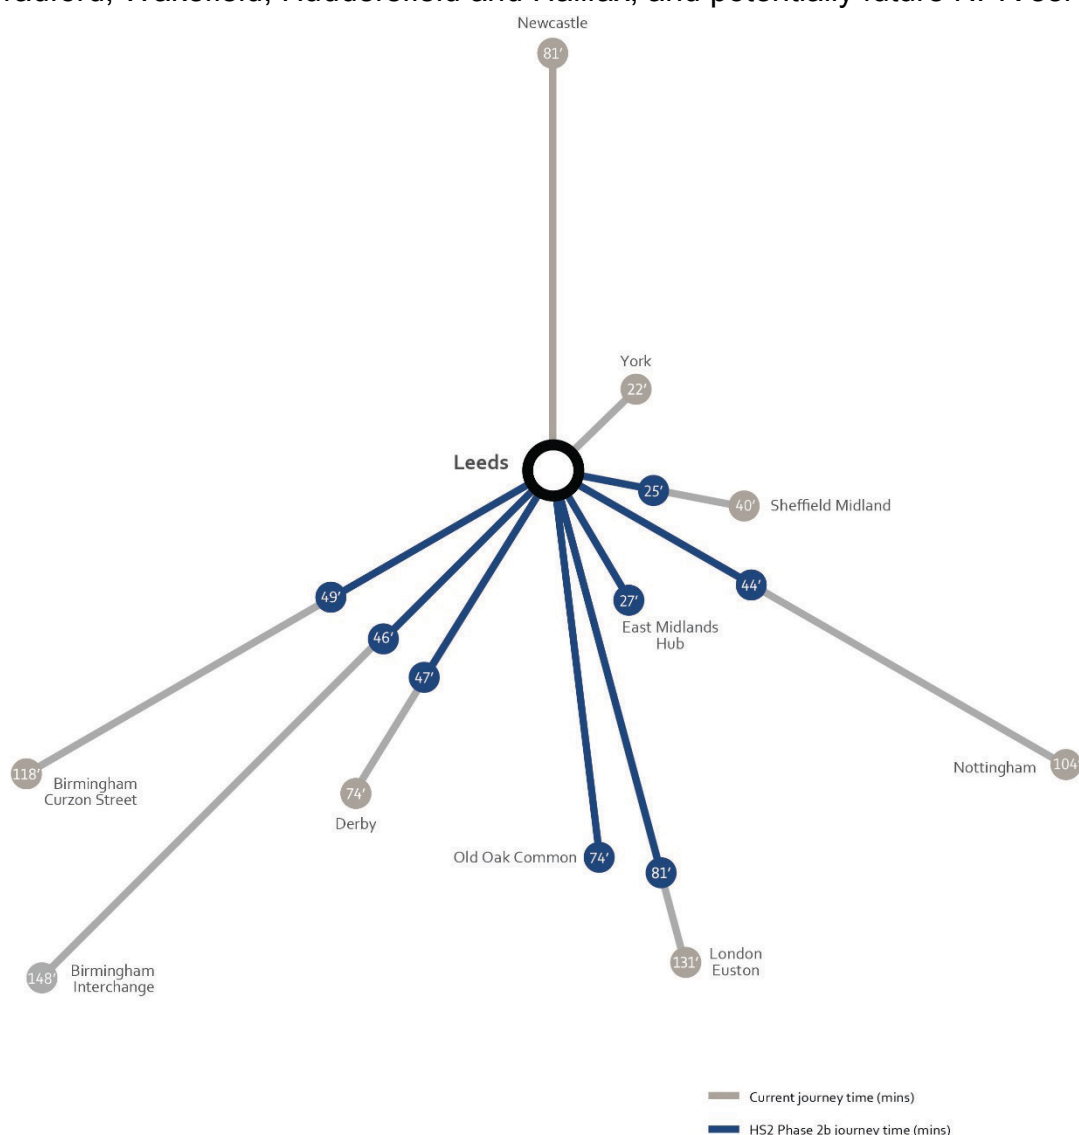 Newcastle
81'
York
22'
Leeds
25'
40'
Sheffield Midland
44'
49'
27'
East Midlands
Hub
46'
47'
104'
Nottingham
118'
Birmingham
Curzon Street
74'
Derby
Old Oak Common
74'
81'
London
Euston
131'
148'
Birmingham
Interchange
Current journey time (mins)
HS2 Phase 2b journey time (mins)